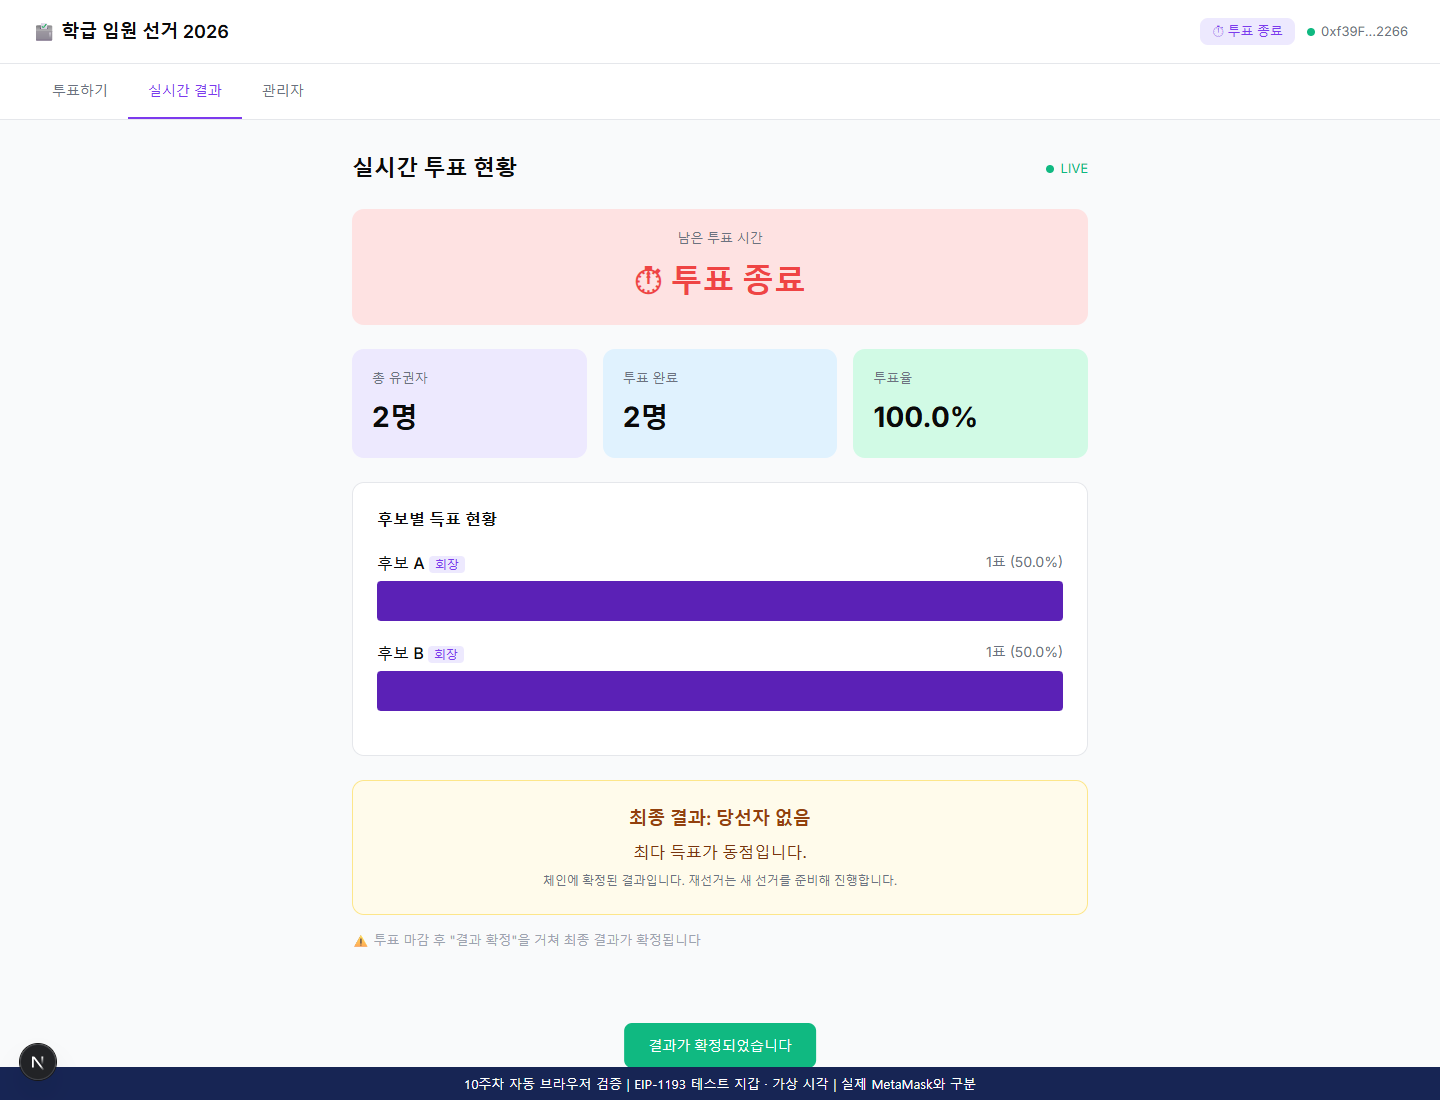 학급 임원 선거 2026
⏱ 투표 종료
0xf39F...2266
투표하기
실시간 결과
관리자
실시간 투표 현황
LIVE
남은 투표 시간
⏱ 투표 종료
총 유권자
2명
투표 완료
2명
투표율
100.0%
후보별 득표 현황
후보 A 회장
1표 (50.0%)
후보 B 회장
1표 (50.0%)
최종 결과: 당선자 없음
최다 득표가 동점입니다.
체인에 확정된 결과입니다. 재선거는 새 선거를 준비해 진행합니다.
⚠ 투표 마감 후 "결과 확정"을 거쳐 최종 결과가 확정됩니다
결과가 확정되었습니다
N
10주차 자동 브라우저 검증 | EIP-1193 테스트 지갑 · 가상 시각 | 실제 MetaMask와 구분